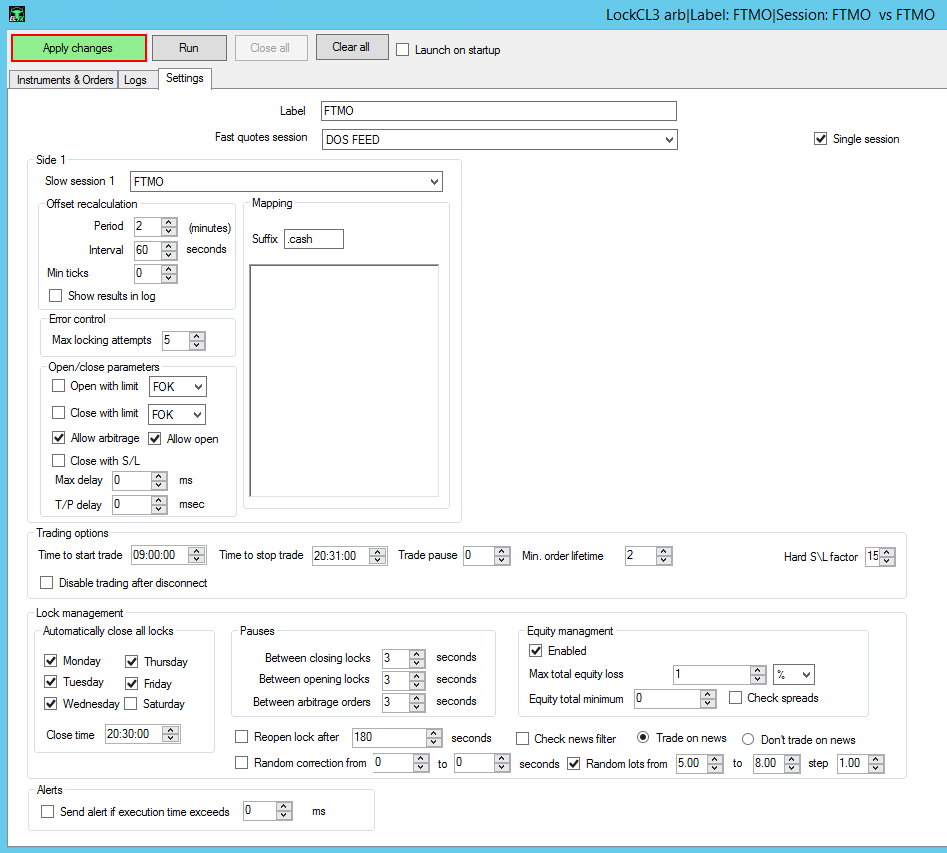 LockCL3 arb|Label: FTMO|Session: FTMO  vs FTMO
Apply changes Run Close all Clear all Launch on startup
Instruments & Orders Logs Settings
Label FTMO
Fast quotes session DOS FEED Single session
Side 1
Slow session 1 FTMO
Offset recalculation Mapping
Period 2 (minutes)
Suffix .cash
Interval 60 seconds
Min ticks 0
Show results in log
Error control
Max locking attempts 5
Open/close parameters
Open with limit FOK
Close with limit FOK
Allow arbitrage Allow open
Close with S/L
Max delay 0 ms
T/P delay 0 msec
Trading options
Time to start trade 09:00:00 Time to stop trade 20:31:00 Trade pause 0 Min. order lifetime 2 Hard S\L factor 15
Disable trading after disconnect
Lock management
Automatically close all locks Pauses Equity managment
Monday Thursday Between closing locks 3 seconds Enabled
Tuesday Friday Between opening locks 3 seconds Max total equity loss 1 %
Wednesday Saturday Between arbitrage orders 3 seconds Equity total minimum 0 Check spreads
Close time 20:30:00 Reopen lock after 180 seconds Check news filter Trade on news Don't trade on news
Random correction from 0 to 0 seconds Random lots from 5.00 to 8.00 step 1.00
Alerts
Send alert if execution time exceeds 0 ms